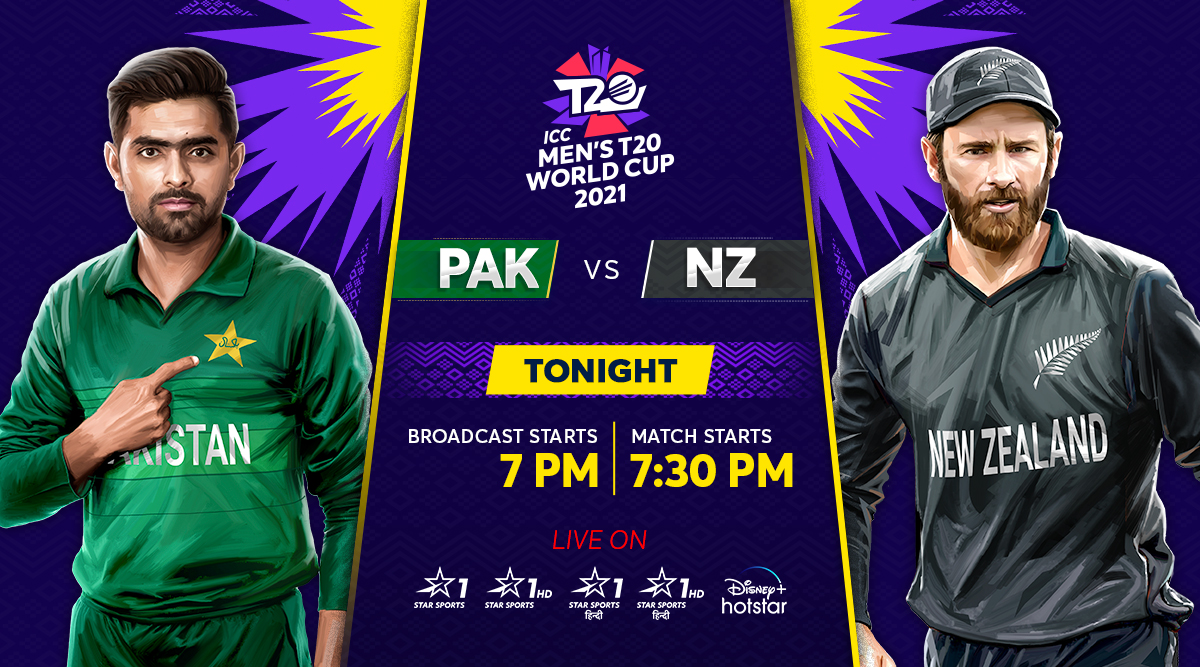 T20
ICC
MEN'S T20
WORLD CUP
2021
PAK vs NZ
TONIGHT
BROADCAST STARTS
7 PM
MATCH STARTS
7:30 PM
LIVE ON
1
STAR SPORTS
1HD
STAR SPORTS
1
STAR SPORTS
हिन्दी
1HD
STAR SPORTS
हिन्दी
Disney+
hotstar
KISTAN
NEW ZEALAND